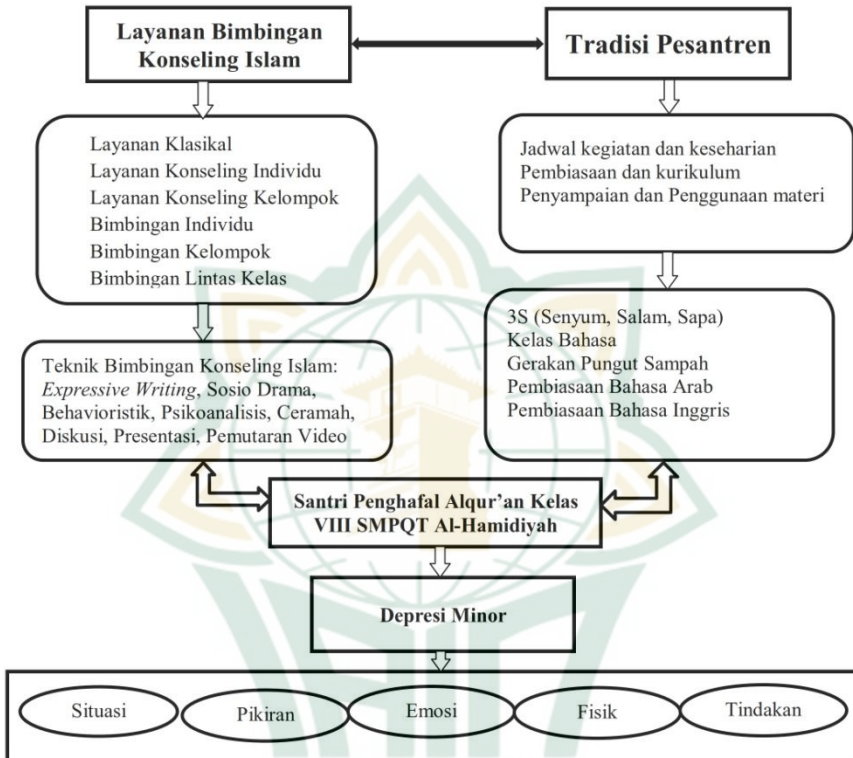 Layanan Bimbingan
Konseling Islam
Tradisi Pesantren
Layanan Klasikal
Layanan Konseling Individu
Layanan Konseling Kelompok
Bimbingan Individu
Bimbingan Kelompok
Bimbingan Lintas Kelas
Jadwal kegiatan dan keseharian
Pembiasaan dan kurikulum
Penyampaian dan Penggunaan materi
Teknik Bimbingan Konseling Islam:
Expressive Writing, Sosio Drama,
Behavioristik, Psikoanalisis, Ceramah,
Diskusi, Presentasi, Pemutaran Video
3S (Senyum, Salam, Sapa)
Kelas Bahasa
Gerakan Pungut Sampah
Pembiasaan Bahasa Arab
Pembiasaan Bahasa Inggris
Santri Penghafal Alqur'an Kelas
VIII SMPQT Al-Hamidiyah
Depresi Minor
Situasi
Pikiran
Emosi
Fisik
Tindakan